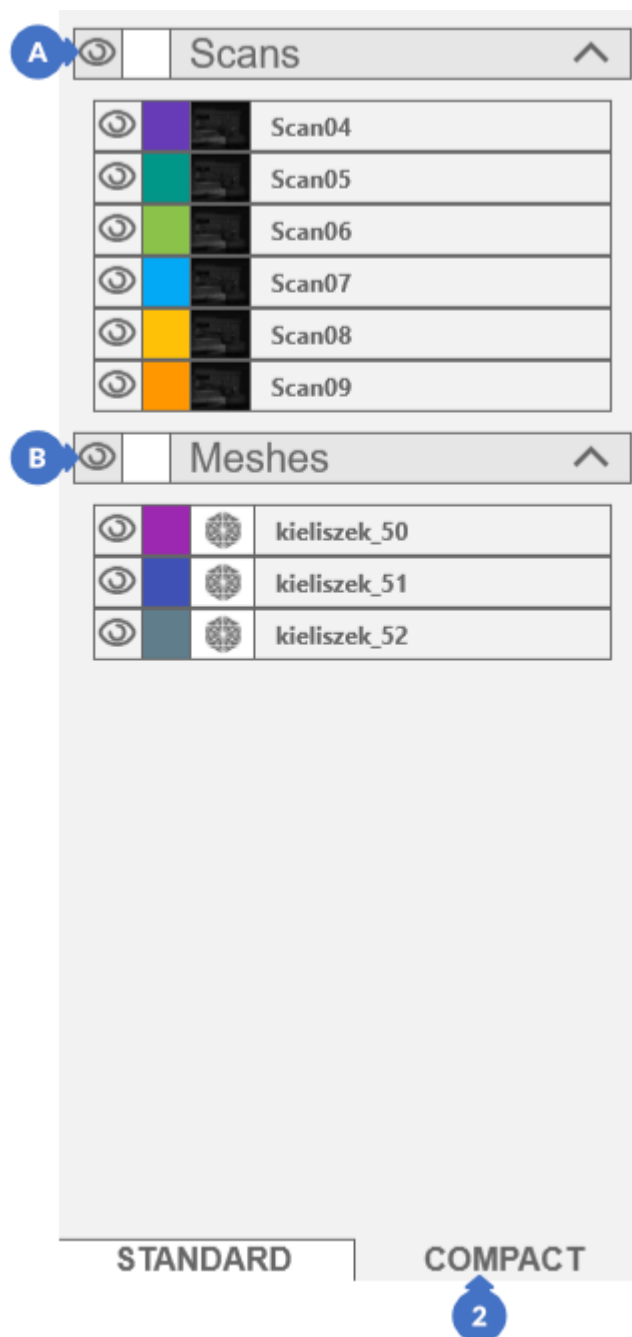 A Scans
Scan04
Scan05
Scan06
Scan07
Scan08
Scan09
B Meshes
kieliszek_50
kieliszek_51
kieliszek_52
STANDARD COMPACT
2